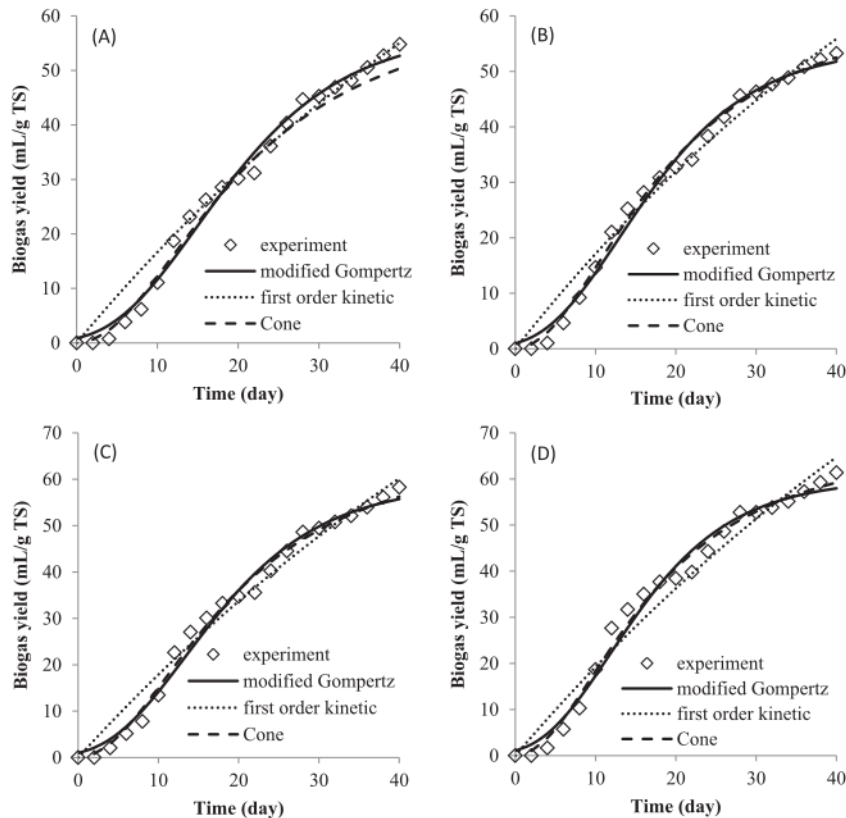 (A)
Biogas yield (mL/g TS)
60
50
40
30
20
10
0
experiment
modified Gompertz
first order kinetic
Cone
0 10 20 30 40
Time (day)
(B)
Biogas yield (mL/g TS)
60
50
40
30
20
10
0
experiment
modified Gompertz
first order kinetic
Cone
0 10 20 30 40
Time (day)
(C)
Biogas yield (mL/g TS)
70
60
50
40
30
20
10
0
experiment
modified Gompertz
first order kinetic
Cone
0 10 20 30 40
Time (day)
(D)
Biogas yield (mL/g TS)
70
60
50
40
30
20
10
0
experiment
modified Gompertz
first order kinetic
Cone
0 10 20 30 40
Time (day)